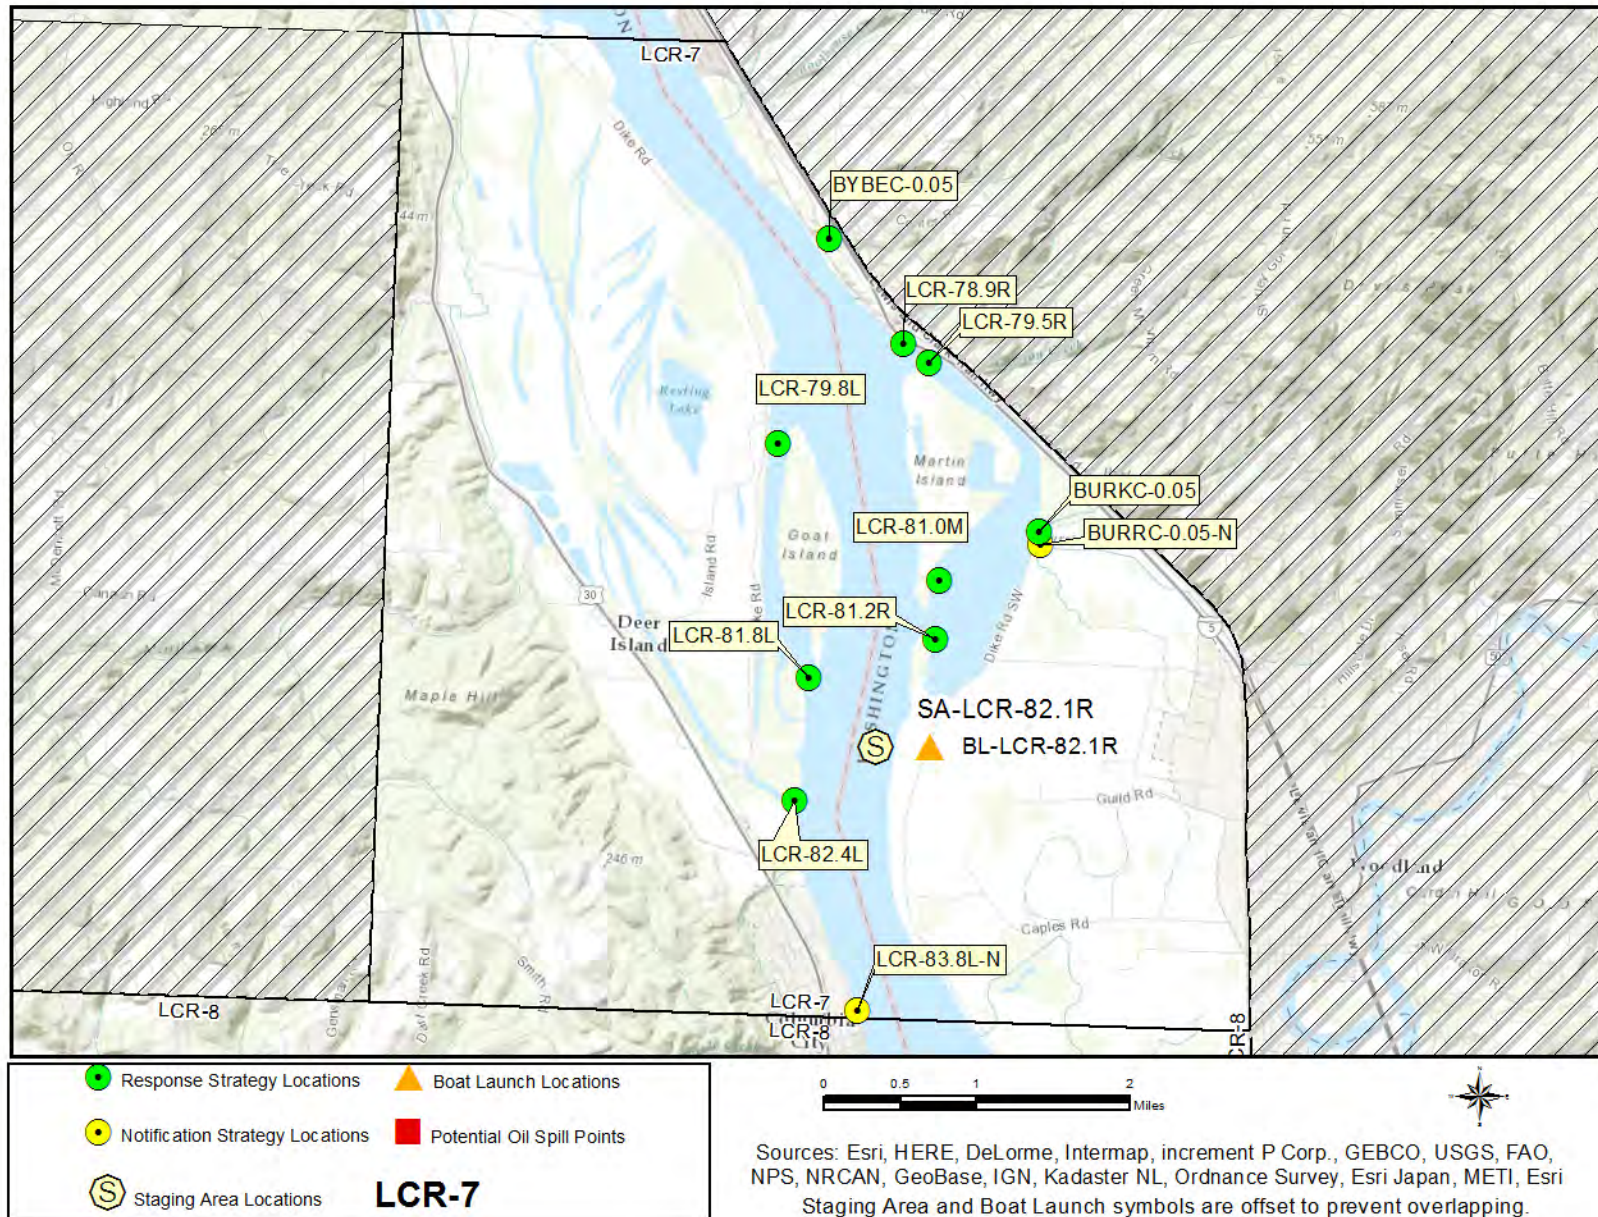 LCR-7
Dike Rd
44 m
BYBEC-0.05
LCR-78.9R
LCR-79.5R
LCR-79.8L
Martin
Island
BURKC-0.05
LCR-81.0M
BURRC-0.05-N
Goat
Island
Island Rd
30
LCR-81.2R
Deer
Island
LCR-81.8L
Dike Rd SW
5
Maple Hill
SA-LCR-82.1R
S
BL-LCR-82.1R
Guild Rd
LCR-82.4L
246 m
Woodland
Caples Rd
LCR-83.8L-N
Smith Rd
LCR-7
LCR-8
LCR-8
City
Response Strategy Locations
Boat Launch Locations
Notification Strategy Locations
Potential Oil Spill Points
S Staging Area Locations
LCR-7
0 0.5 1 2
Miles
Sources: Esri, HERE, DeLorme, Intermap, increment P Corp., GEBCO, USGS, FAO,
NPS, NRCAN, GeoBase, IGN, Kadaster NL, Ordnance Survey, Esri Japan, METI, Esri
Staging Area and Boat Launch symbols are offset to prevent overlapping.